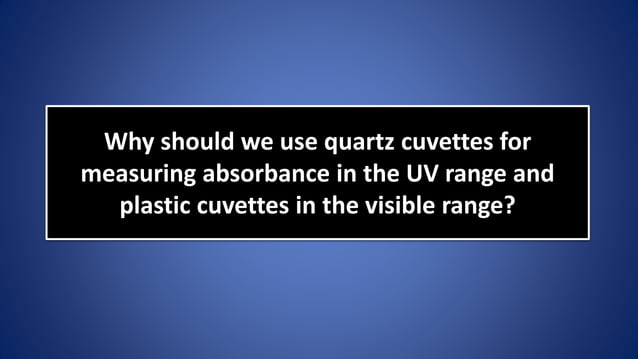 Why should we use quartz cuvettes for
measuring absorbance in the UV range and
plastic cuvettes in the visible range?